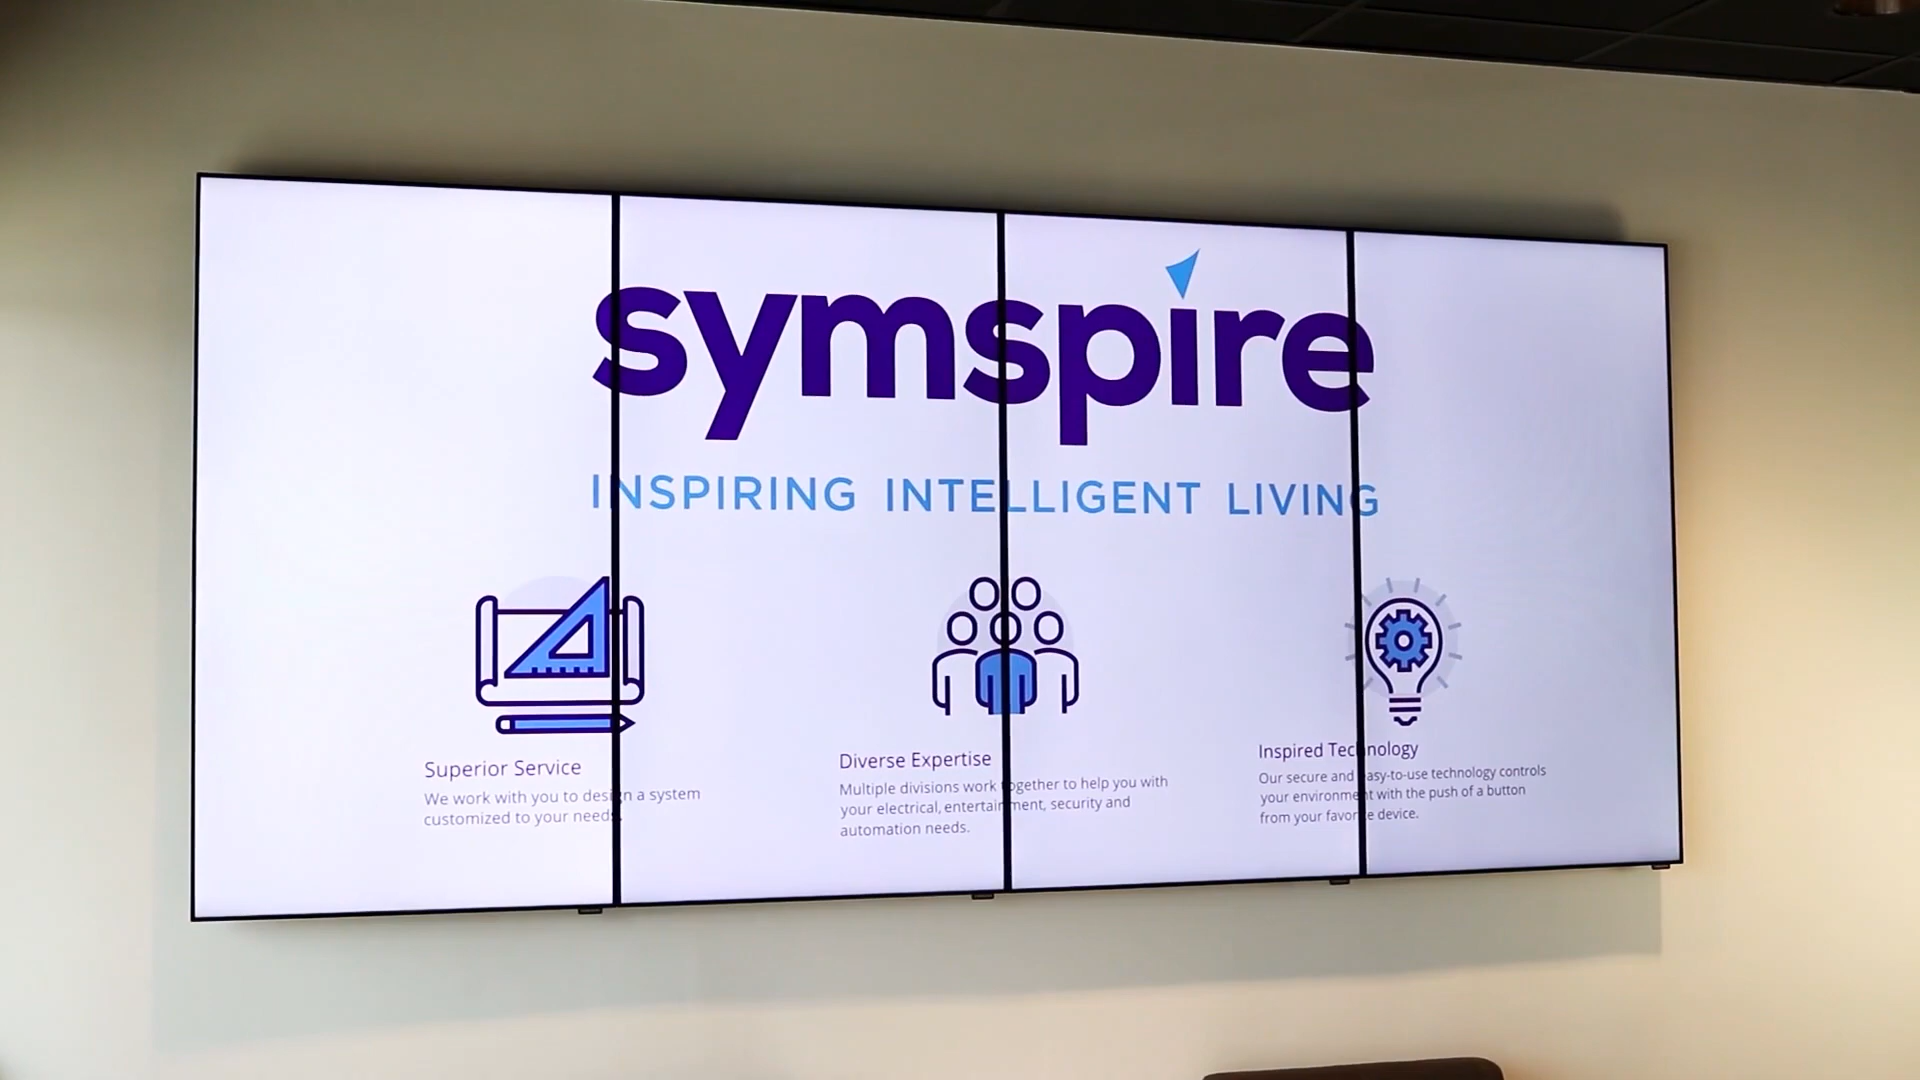 symspire
INSPIRING INTELLIGENT LIVING
Superior Service
We work with you to design a system
customized to your needs.
Diverse Expertise
Multiple divisions work together to help you with
your electrical, entertainment, security and
automation needs.
Inspired Technology
Our secure and easy-to-use technology controls
your environment with the push of a button
from your favorite device.